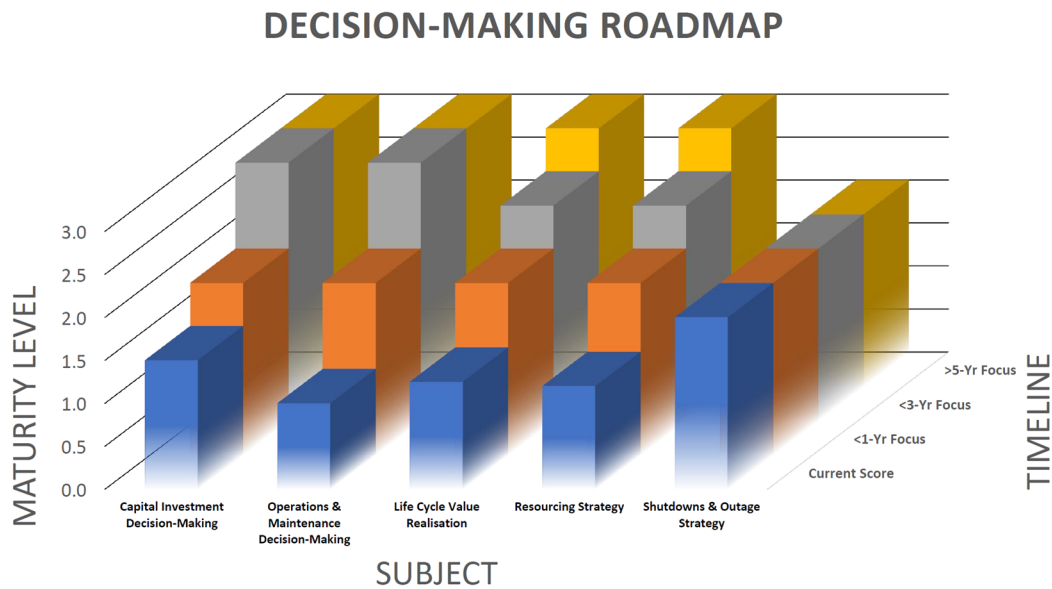 DECISION-MAKING ROADMAP
3.0
2.5
2.0
1.5
1.0
0.5
0.0
MATURITY LEVEL
>5-Yr Focus
<3-Yr Focus
<1-Yr Focus
Current Score
TIMELINE
Capital Investment
Decision-Making
Operations &
Maintenance
Decision-Making
Life Cycle Value
Realisation
Resourcing Strategy
Shutdowns & Outage
Strategy
SUBJECT